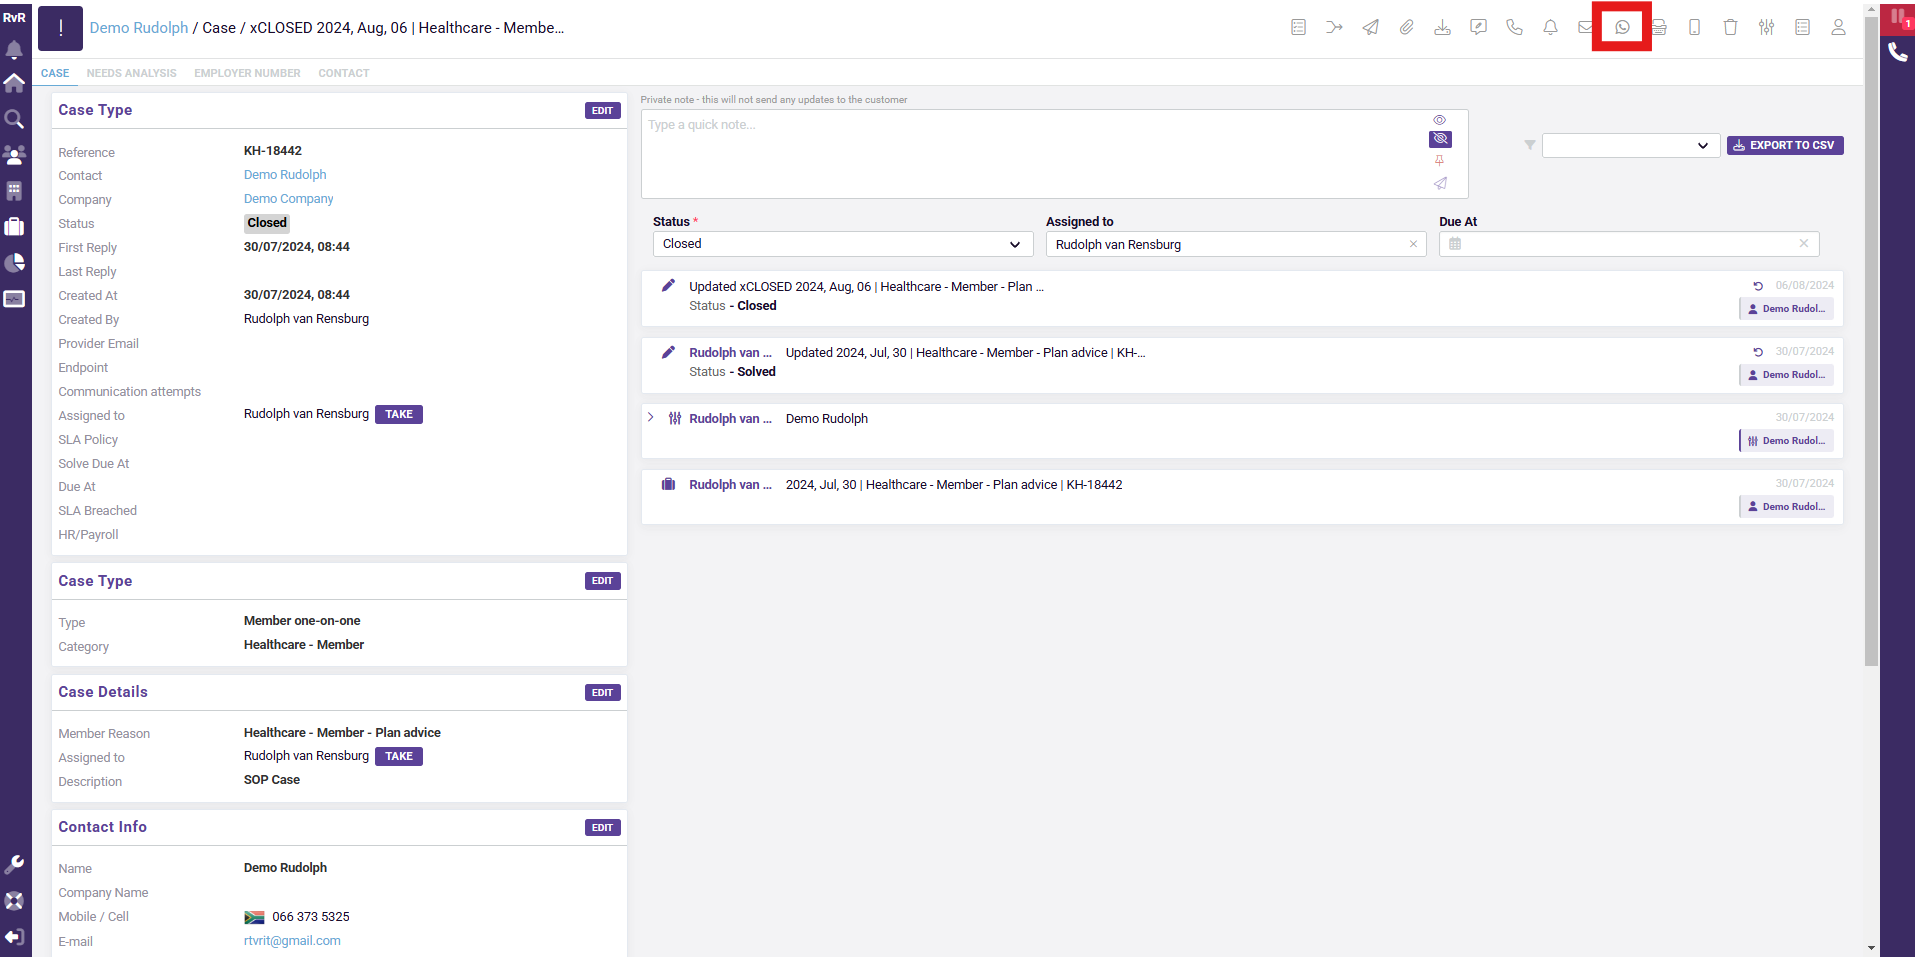 RvR
! Demo Rudolph / Case / xCLOSED 2024, Aug, 06 | Healthcare - Membe...
1
CASE NEEDS ANALYSIS EMPLOYER NUMBER CONTACT
Case Type EDIT
Reference KH-18442
Contact Demo Rudolph
Company Demo Company
Status Closed
First Reply 30/07/2024, 08:44
Last Reply
Created At 30/07/2024, 08:44
Created By Rudolph van Rensburg
Provider Email
Endpoint
Communication attempts
Assigned to Rudolph van Rensburg TAKE
SLA Policy
Solve Due At
Due At
SLA Breached
HR/Payroll
Case Type EDIT
Type Member one-on-one
Category Healthcare - Member
Case Details EDIT
Member Reason Healthcare - Member - Plan advice
Assigned to Rudolph van Rensburg TAKE
Description SOP Case
Contact Info EDIT
Name Demo Rudolph
Company Name
Mobile / Cell 066 373 5325
E-mail rtvrit@gmail.com
Private note - this will not send any updates to the customer
Type a quick note...
EXPORT TO CSV
Status * Assigned to Due At
Closed Rudolph van Rensburg
Updated xCLOSED 2024, Aug, 06 | Healthcare - Member - Plan ... 06/08/2024
Status - Closed Demo Rudol...
Rudolph van ... Updated 2024, Jul, 30 | Healthcare - Member - Plan advice | KH-... 30/07/2024
Status - Solved Demo Rudol...
Rudolph van ... Demo Rudolph 30/07/2024
Demo Rudol...
Rudolph van ... 2024, Jul, 30 | Healthcare - Member - Plan advice | KH-18442 30/07/2024
Demo Rudol...